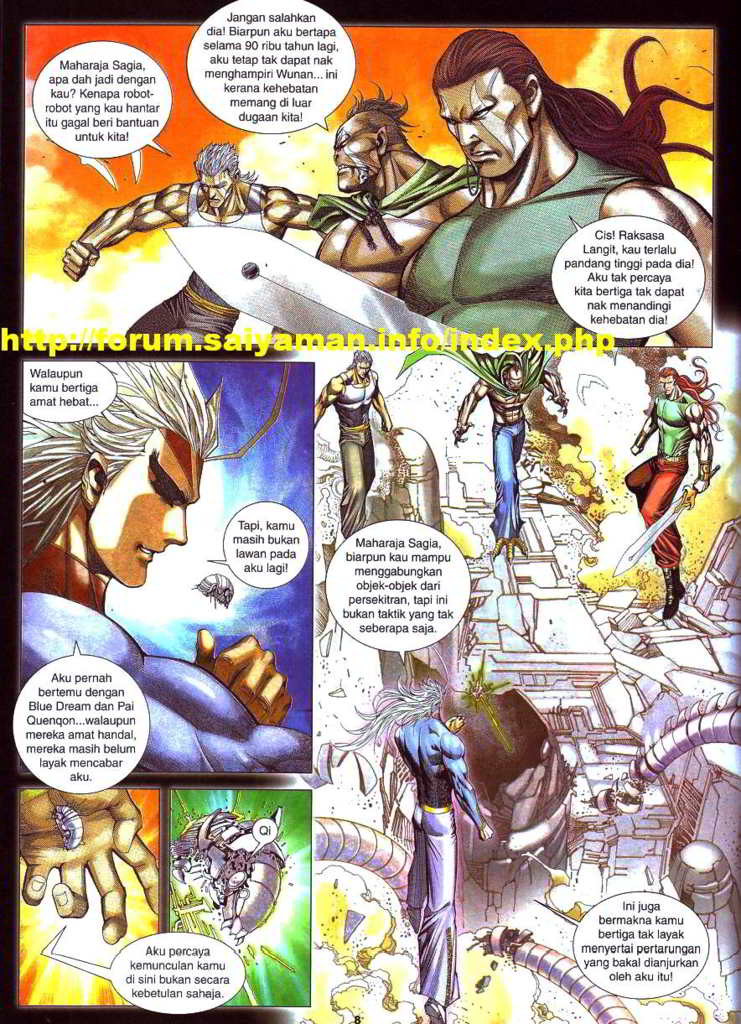 Maharaja Sagia,
apa dah jadi dengan
kau? Kenapa robot-
robot yang kau hantar
itu gagal beri bantuan
untuk kita!
Jangan salahkan
dia! Biarpun aku bertapa
selama 90 ribu tahun lagi,
aku tetap tak dapat nak
menghampiri Wunan... ini
kerana kehebatan
memang di luar
dugaan kita!
Cis! Raksasa
Langit, kau terlalu
pandang tinggi pada dia!
Aku tak percaya
kita bertiga tak dapat
nak menandingi
kehebatan dia!
http://forum.saiyaman.info/index.php
Walaupun
kamu bertiga
amat hebat...
Tapi, kamu
masih bukan
lawan pada
aku lagi!
Aku pernah
bertemu dengan
Blue Dream dan Pai
Quenqon...walaupun
mereka amat handal,
mereka masih belum
layak mencabar
aku.
Maharaja Sagia,
biarpun kau mampu
menggabungkan
objek-objek dari
persekitran, tapi ini
bukan taktik yang tak
seberapa saja.
Qi
Aku percaya
kemunculan kamu
di sini bukan secara
kebetulan sahaja.
Ini juga
bermakna kamu
bertiga tak layak
menyertai pertarungan
yang bakal dianjurkan
oleh aku itu!
8